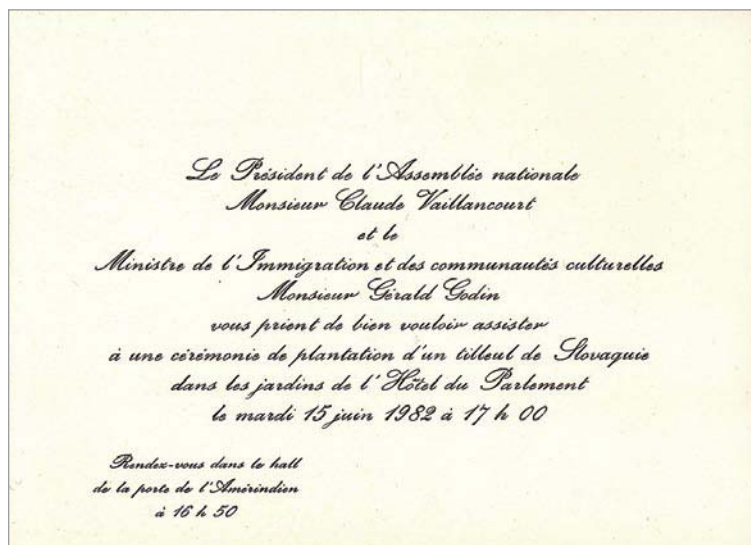 Le Président de l'Assemblée nationale
Monsieur Claude Vaillancourt
et le
Ministre de l'Immigration et des communautés culturelles
Monsieur Gérald Godin
vous prient de bien vouloir assister
à une cérémonie de plantation d'un tilleul de Slovaquie
dans les jardins de l'Hôtel du Parlement
le mardi 15 juin 1982 à 17 h 00
Rendez-vous dans le hall
de la porte de l'Amérindien
à 16 h 50